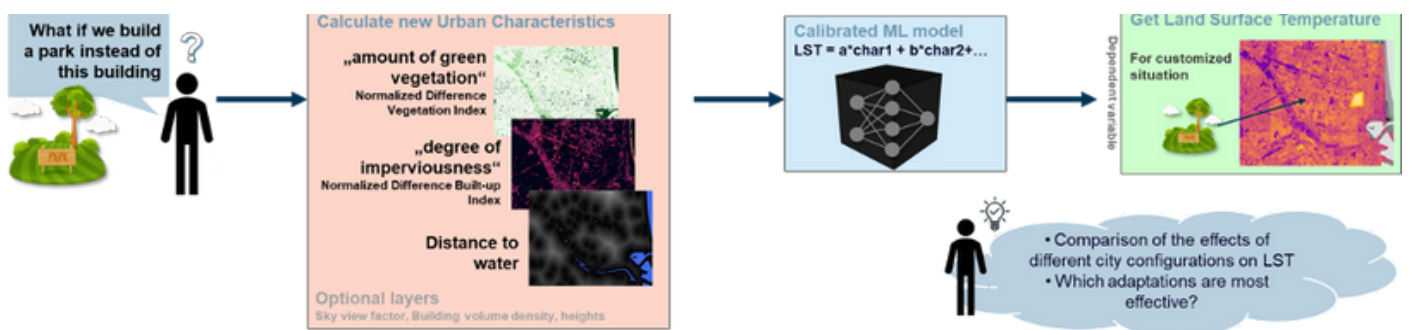 What if we build
a park instead of
this building
?
PARK
Calculate new Urban Characteristics
„amount of green
vegetation“
Normalized Difference
Vegetation Index
„degree of
imperviousness“
Normalized Difference Built-up
Index
Distance to
water
Optional layers
Sky view factor, Building volume density, heights
Calibrated ML model
LST = a*char1 + b*char2+…
Dependent variable
Get Land Surface Temperature
For customized
situation
PARK
• Comparison of the effects of
different city configurations on LST
• Which adaptations are most
effective?